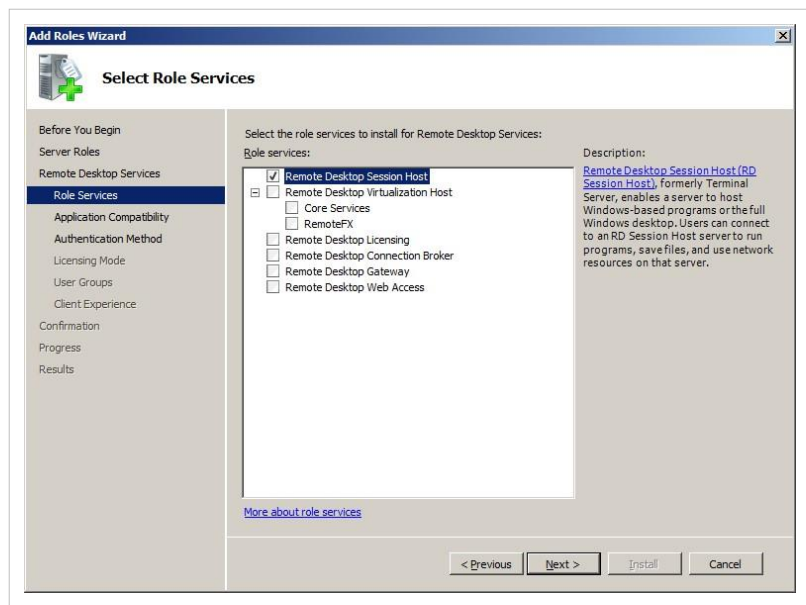 Add Roles Wizard
Select Role Services
Before You Begin
Server Roles
Remote Desktop Services
Role Services
Application Compatibility
Authentication Method
Licensing Mode
User Groups
Client Experience
Confirmation
Progress
Results
Select the role services to install for Remote Desktop Services:
Role services:
Remote Desktop Session Host
Remote Desktop Virtualization Host
Core Services
RemoteFX
Remote Desktop Licensing
Remote Desktop Connection Broker
Remote Desktop Gateway
Remote Desktop Web Access
More about role services
Description:
Remote Desktop Session Host (RD
Session Host), formerly Terminal
Server, enables a server to host
Windows-based programs or the full
Windows desktop. Users can connect
to an RD Session Host server to run
programs, save files, and use network
resources on that server.
< Previous
Next >
Install
Cancel